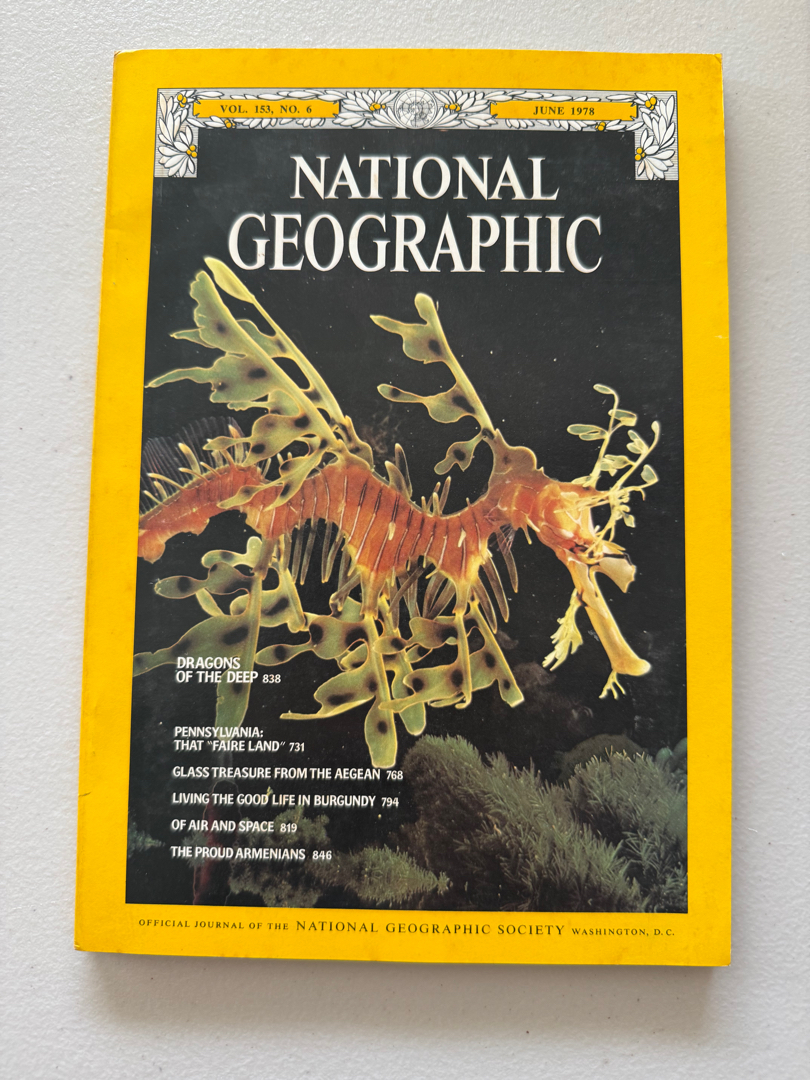 VOL. 153, NO. 6
JUNE 1978
NATIONAL
GEOGRAPHIC
DRAGONS
OF THE DEEP 838
PENNSYLVANIA:
THAT "FAIRE LAND" 731
GLASS TREASURE FROM THE AEGEAN 768
LIVING THE GOOD LIFE IN BURGUNDY 794
OF AIR AND SPACE 819
THE PROUD ARMENIANS 846
OFFICIAL JOURNAL OF THE NATIONAL GEOGRAPHIC SOCIETY WASHINGTON, D.C.